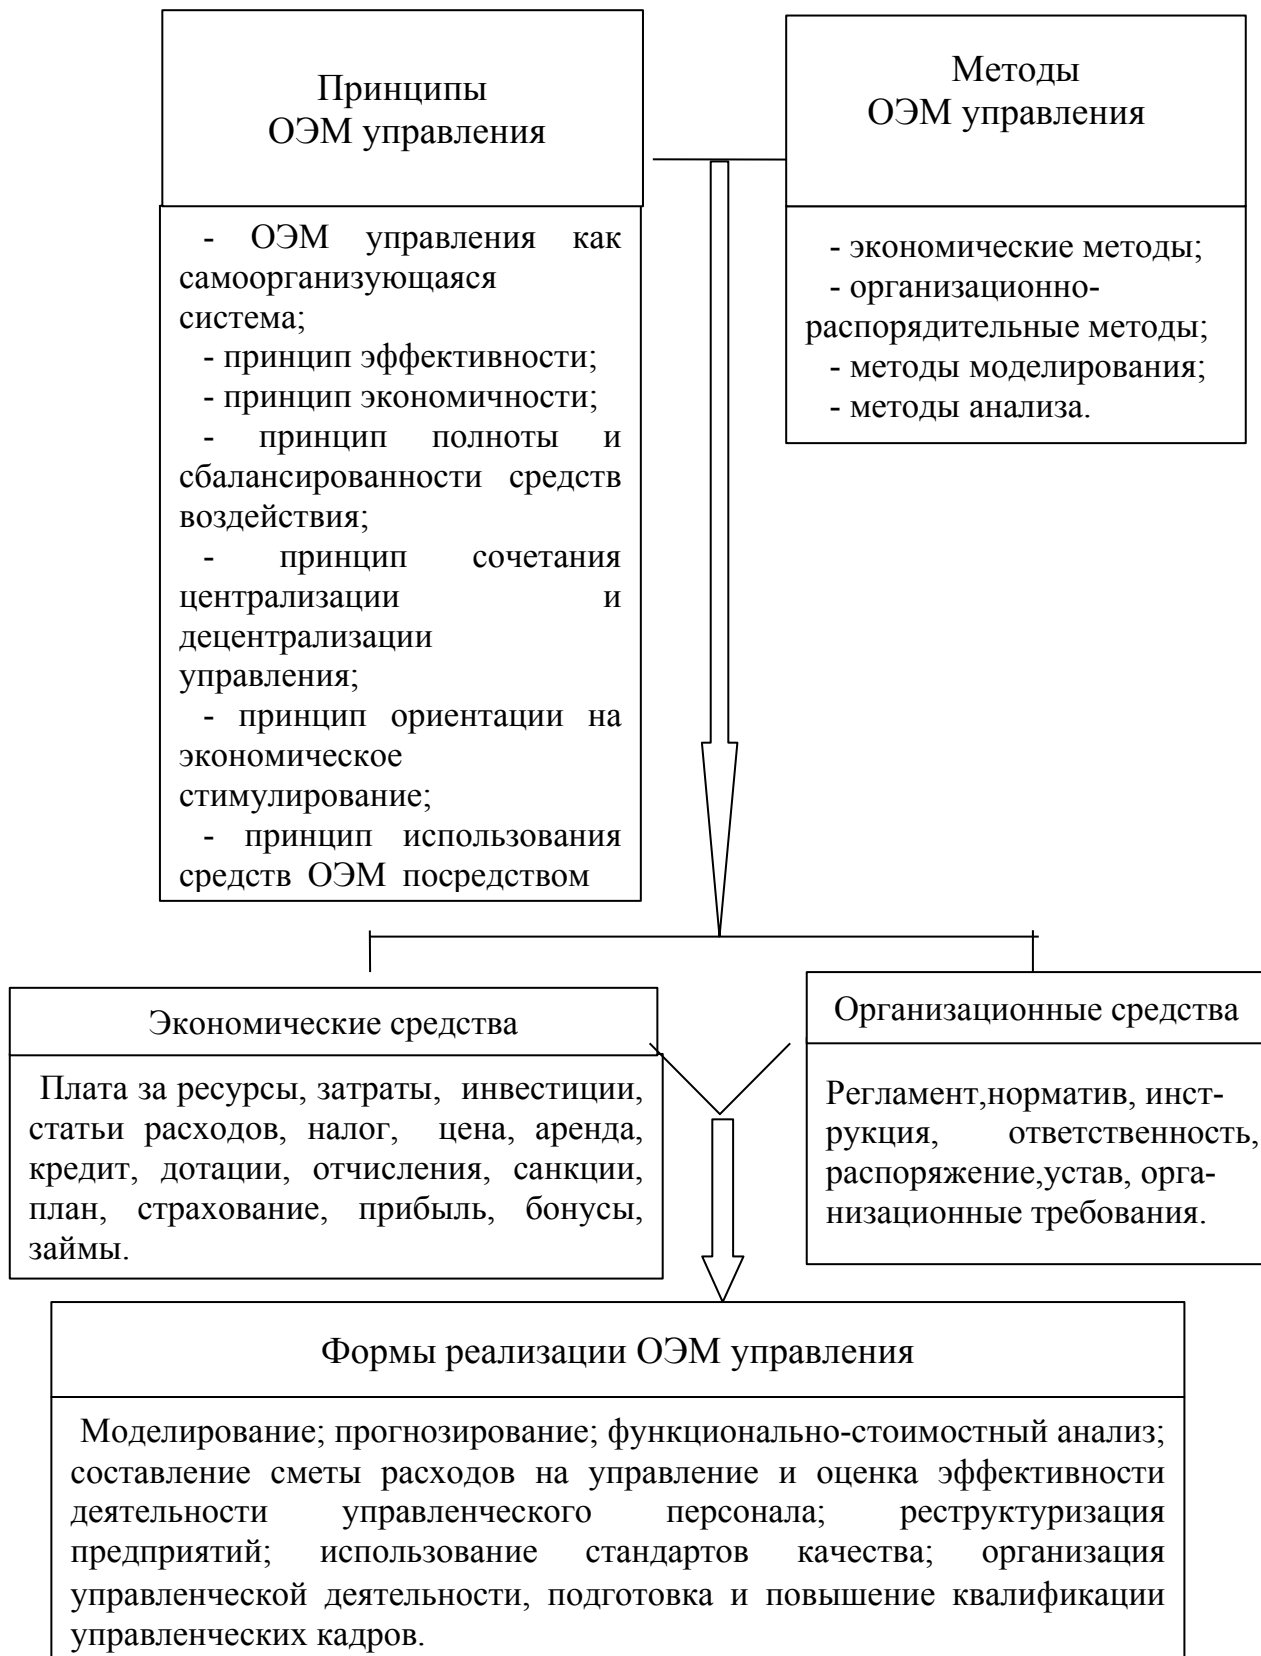 Принципы
ОЭМ управления
- ОЭМ управления как
самоорганизующаяся
система;
- принцип эффективности;
- принцип экономичности;
- принцип полноты и
сбалансированности средств
воздействия;
- принцип сочетания
централизации и
децентрализации
управления;
- принцип ориентации на
экономическое
стимулирование;
- принцип использования
средств ОЭМ посредством
Методы
ОЭМ управления
- экономические методы;
- организационно-
распорядительные методы;
- методы моделирования;
- методы анализа.
Экономические средства
Плата за ресурсы, затраты, инвестиции,
статьи расходов, налог, цена, аренда,
кредит, дотации, отчисления, санкции,
план, страхование, прибыль, бонусы,
займы.
Организационные средства
Регламент,норматив, инст-
рукция, ответственность,
распоряжение,устав, орга-
низационные требования.
Формы реализации ОЭМ управления
Моделирование; прогнозирование; функционально-стоимостный анализ;
составление сметы расходов на управление и оценка эффективности
деятельности управленческого персонала; реструктуризация
предприятий; использование стандартов качества; организация
управленческой деятельности, подготовка и повышение квалификации
управленческих кадров.